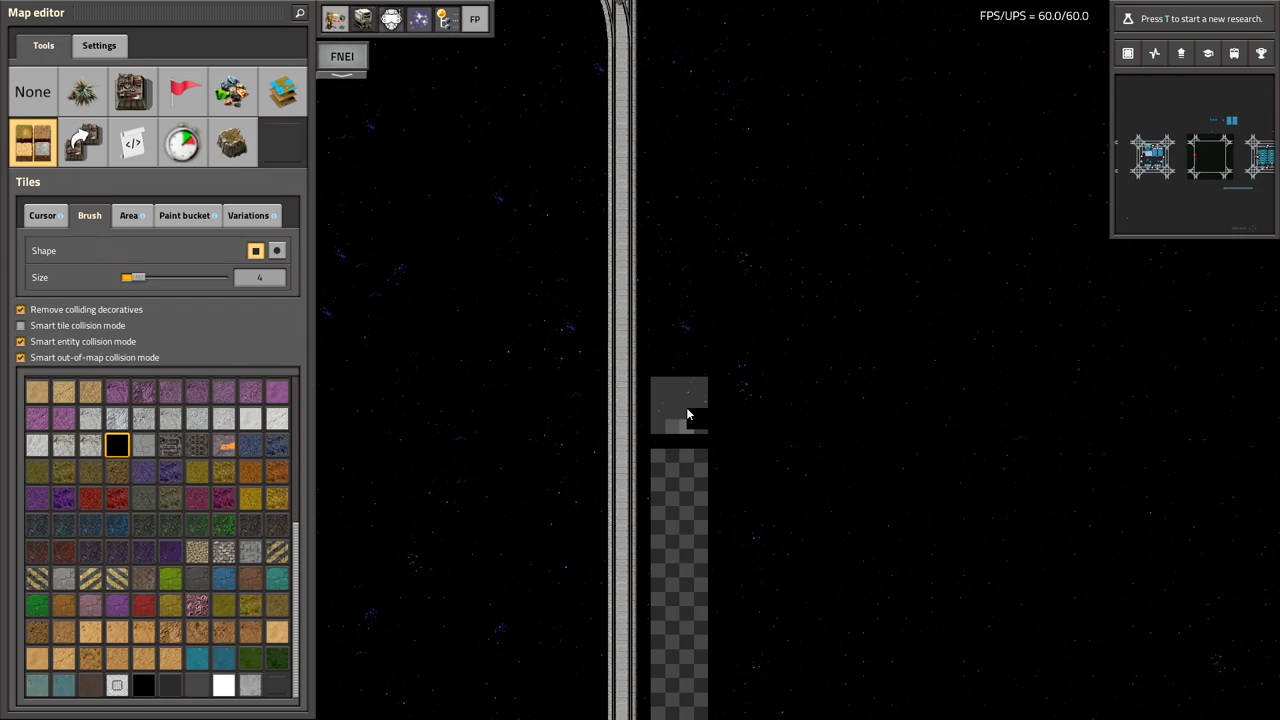 Map editor
FP
FNEI
FPS/UPS = 60.0/60.0
Press T to start a new research.
Tools
Settings
None
</>
Tiles
Cursor
Brush
Area
Paint bucket
Variations
Shape
Size
4
Remove colliding decoratives
Smart tile collision mode
Smart entity collision mode
Smart out-of-map collision mode